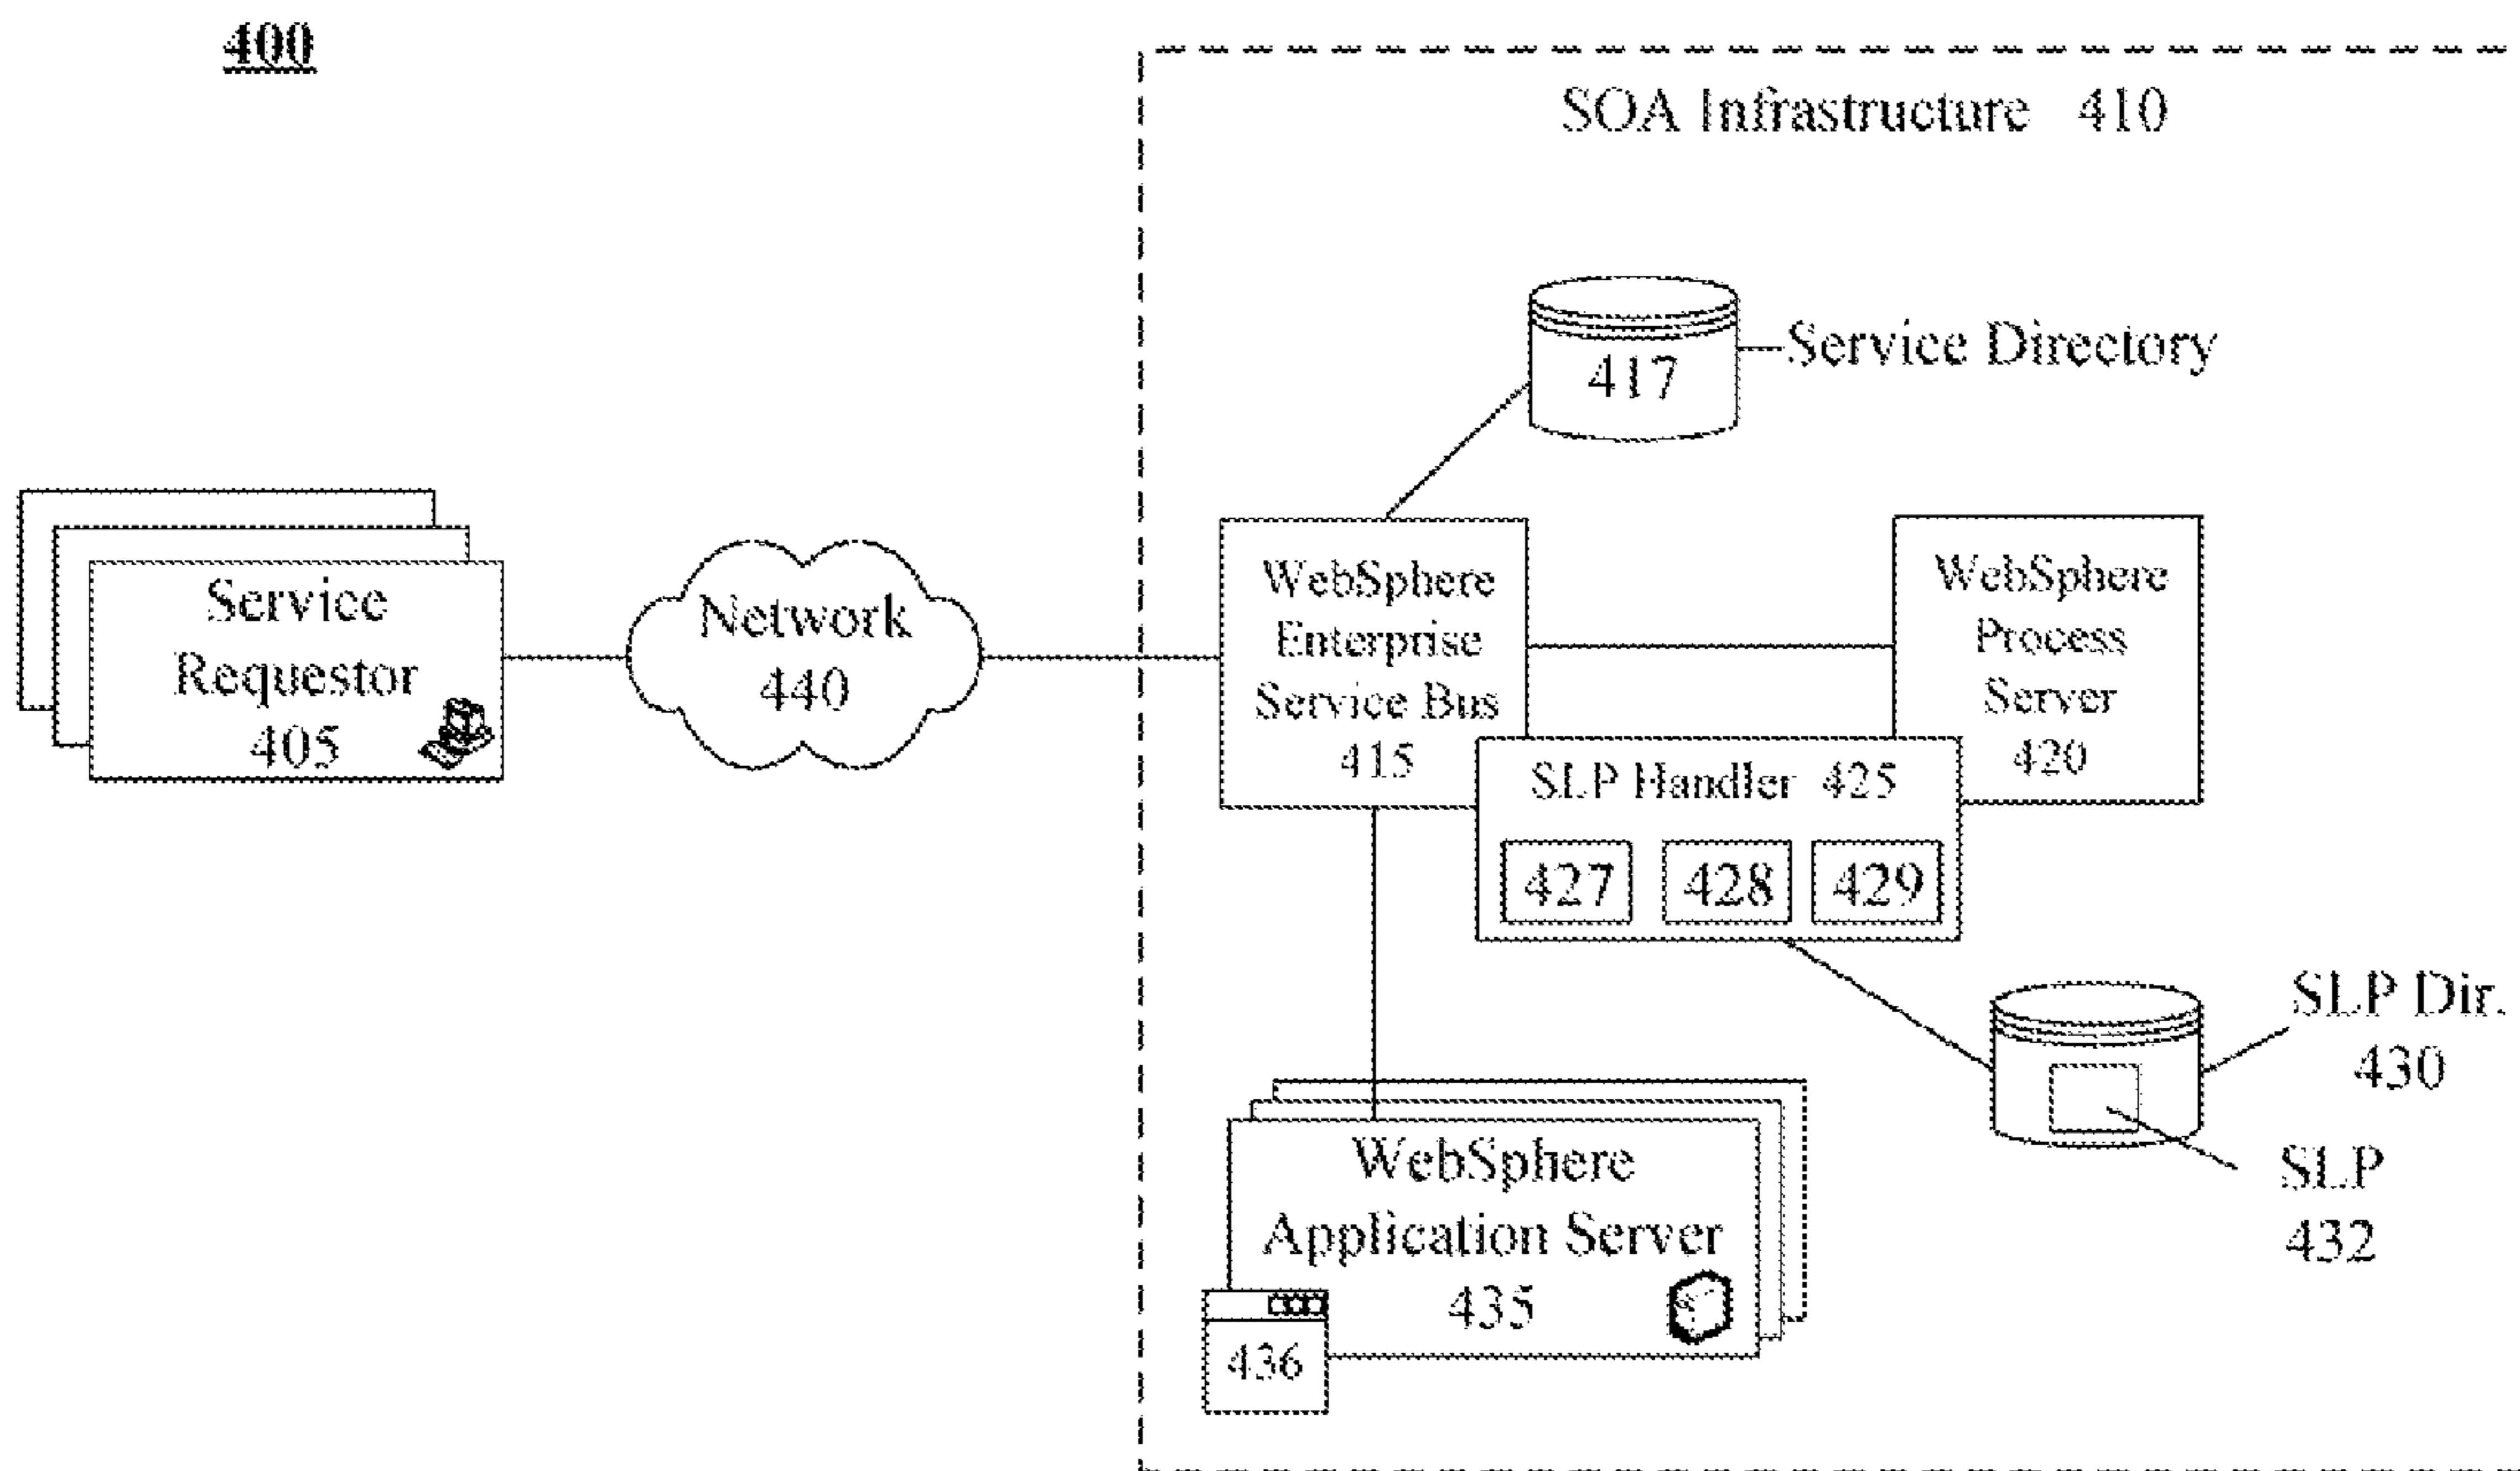 400
SOA Infrastructure 410
417
Service Directory
Service
Requestor
405
Network
440
WebSphere
Enterprise
Service Bus
415
WebSphere
Process
Server
420
SLP Handler 425
427 428 429
SLP Dir.
430
SLP
432
WebSphere
Application Server
435
436